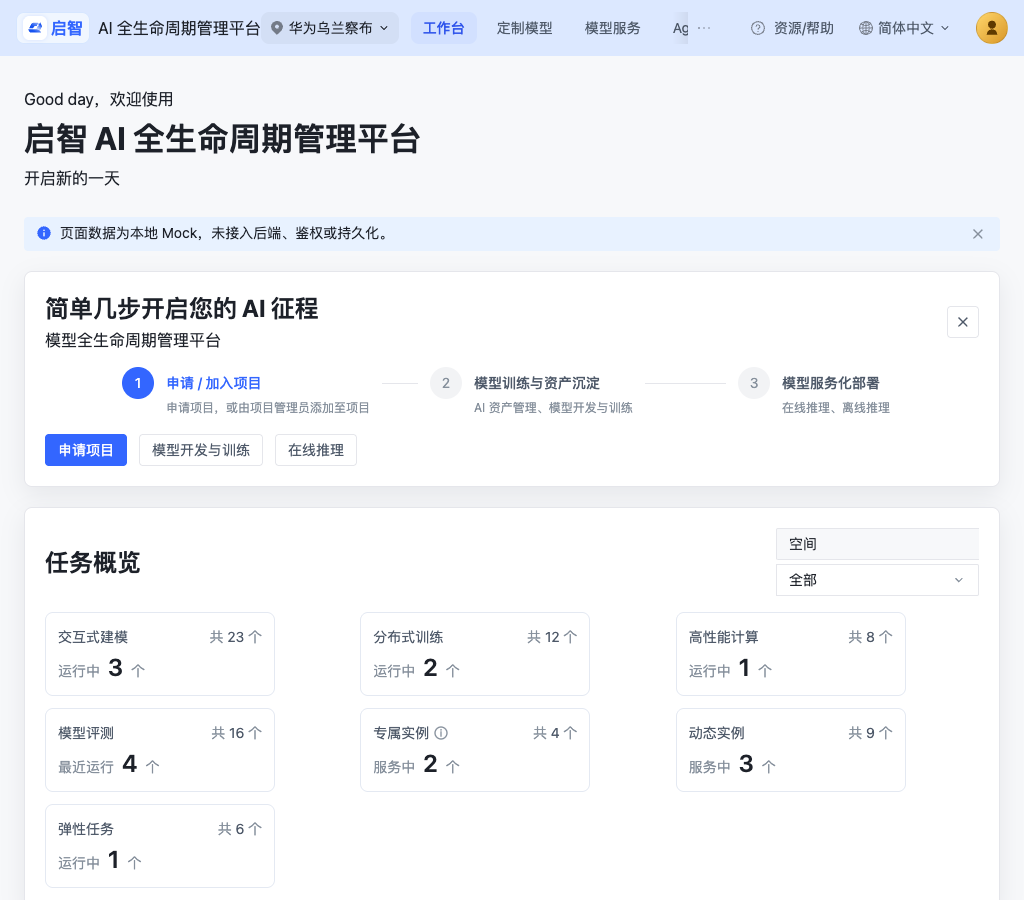 启智 AI 全生命周期管理平台 华为乌兰察布 工作台 定制模型 模型服务 Ag ··· 资源/帮助 简体中文
Good day，欢迎使用
启智 AI 全生命周期管理平台
开启新的一天
页面数据为本地 Mock，未接入后端、鉴权或持久化。
简单几步开启您的 AI 征程
模型全生命周期管理平台
1 申请 / 加入项目
申请项目，或由项目管理员添加至项目
2 模型训练与资产沉淀
AI 资产管理、模型开发与训练
3 模型服务化部署
在线推理、离线推理
申请项目 模型开发与训练 在线推理
任务概览
空间
全部
交互式建模 共 23 个
运行中 3 个
分布式训练 共 12 个
运行中 2 个
高性能计算 共 8 个
运行中 1 个
模型评测 共 16 个
最近运行 4 个
专属实例 共 4 个
服务中 2 个
动态实例 共 9 个
服务中 3 个
弹性任务 共 6 个
运行中 1 个